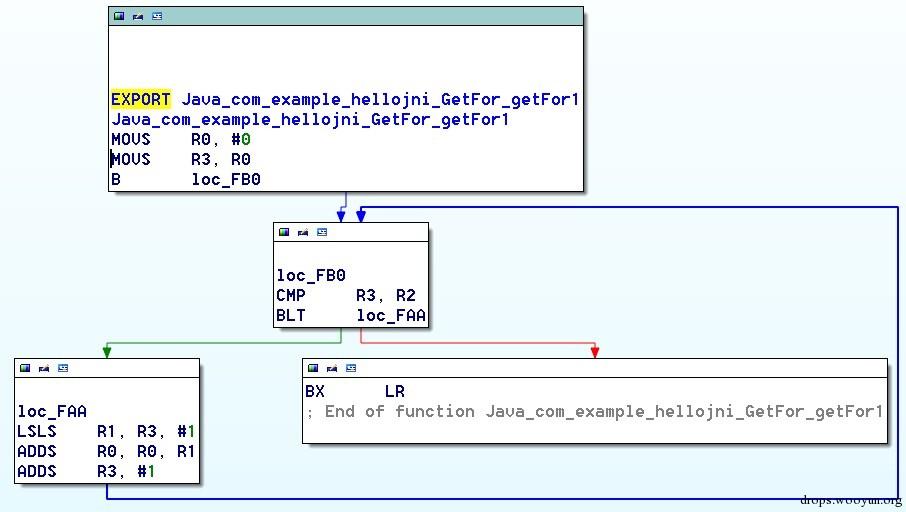 EXPORT Java_com_example_hellojni_GetFor_getFor1
Java_com_example_hellojni_GetFor_getFor1
MOVS R0, #0
MOVS R3, R0
B loc_FB0
loc_FB0
CMP R3, R2
BLT loc_FAA
loc_FAA
LSLS R1, R3, #1
ADDS R0, R0, R1
ADDS R3, #1
BX LR
; End of function Java_com_example_hellojni_GetFor_getFor1
drops.wooyun.org